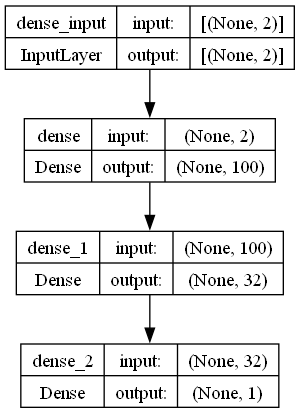 dense_input input: [(None, 2)]
InputLayer output: [(None, 2)]
dense input: (None, 2)
Dense output: (None, 100)
dense_1 input: (None, 100)
Dense output: (None, 32)
dense_2 input: (None, 32)
Dense output: (None, 1)